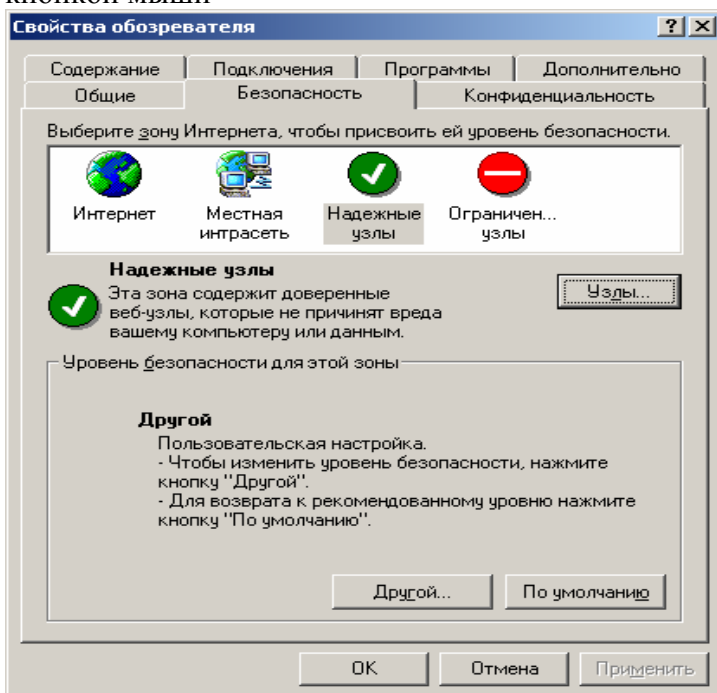 кнопкой мыши
Свойства обозревателя
Содержание Подключения Программы Дополнительно
Общие Безопасность Конфиденциальность
Выберите зону Интернета, чтобы присвоить ей уровень безопасности.
Интернет Местная интрасеть Надежные узлы Ограничен... узлы
Надежные узлы
Эта зона содержит доверенные
веб-узлы, которые не причинят вреда
вашему компьютеру или данным.
Узлы...
Уровень безопасности для этой зоны
Другой
Пользовательская настройка.
- Чтобы изменить уровень безопасности, нажмите
кнопку "Другой".
- Для возврата к рекомендованному уровню нажмите
кнопку "По умолчанию".
Другой... По умолчанию
OK Отмена Применить